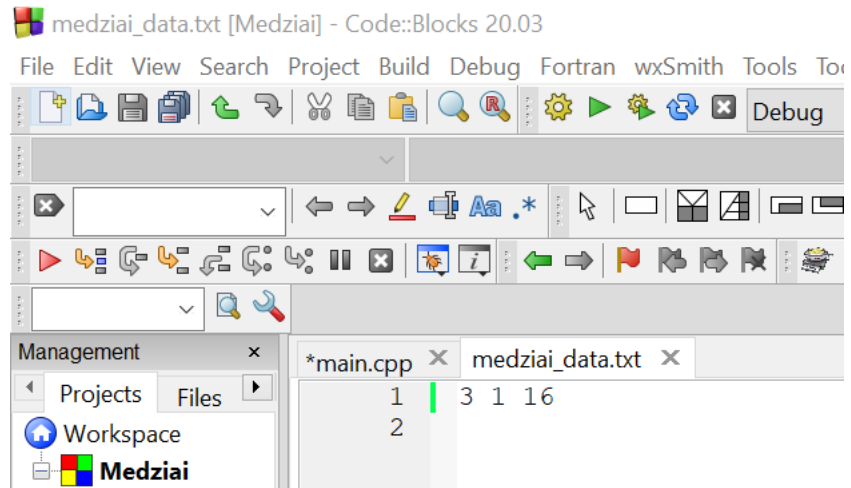 medziai_data.txt [Medziai] - Code::Blocks 20.03
File Edit View Search Project Build Debug Fortran wxSmith Tools
Debug
Management x
Projects Files
Workspace
Medziai
*main.cpp medziai_data.txt
1 3 1 16
2